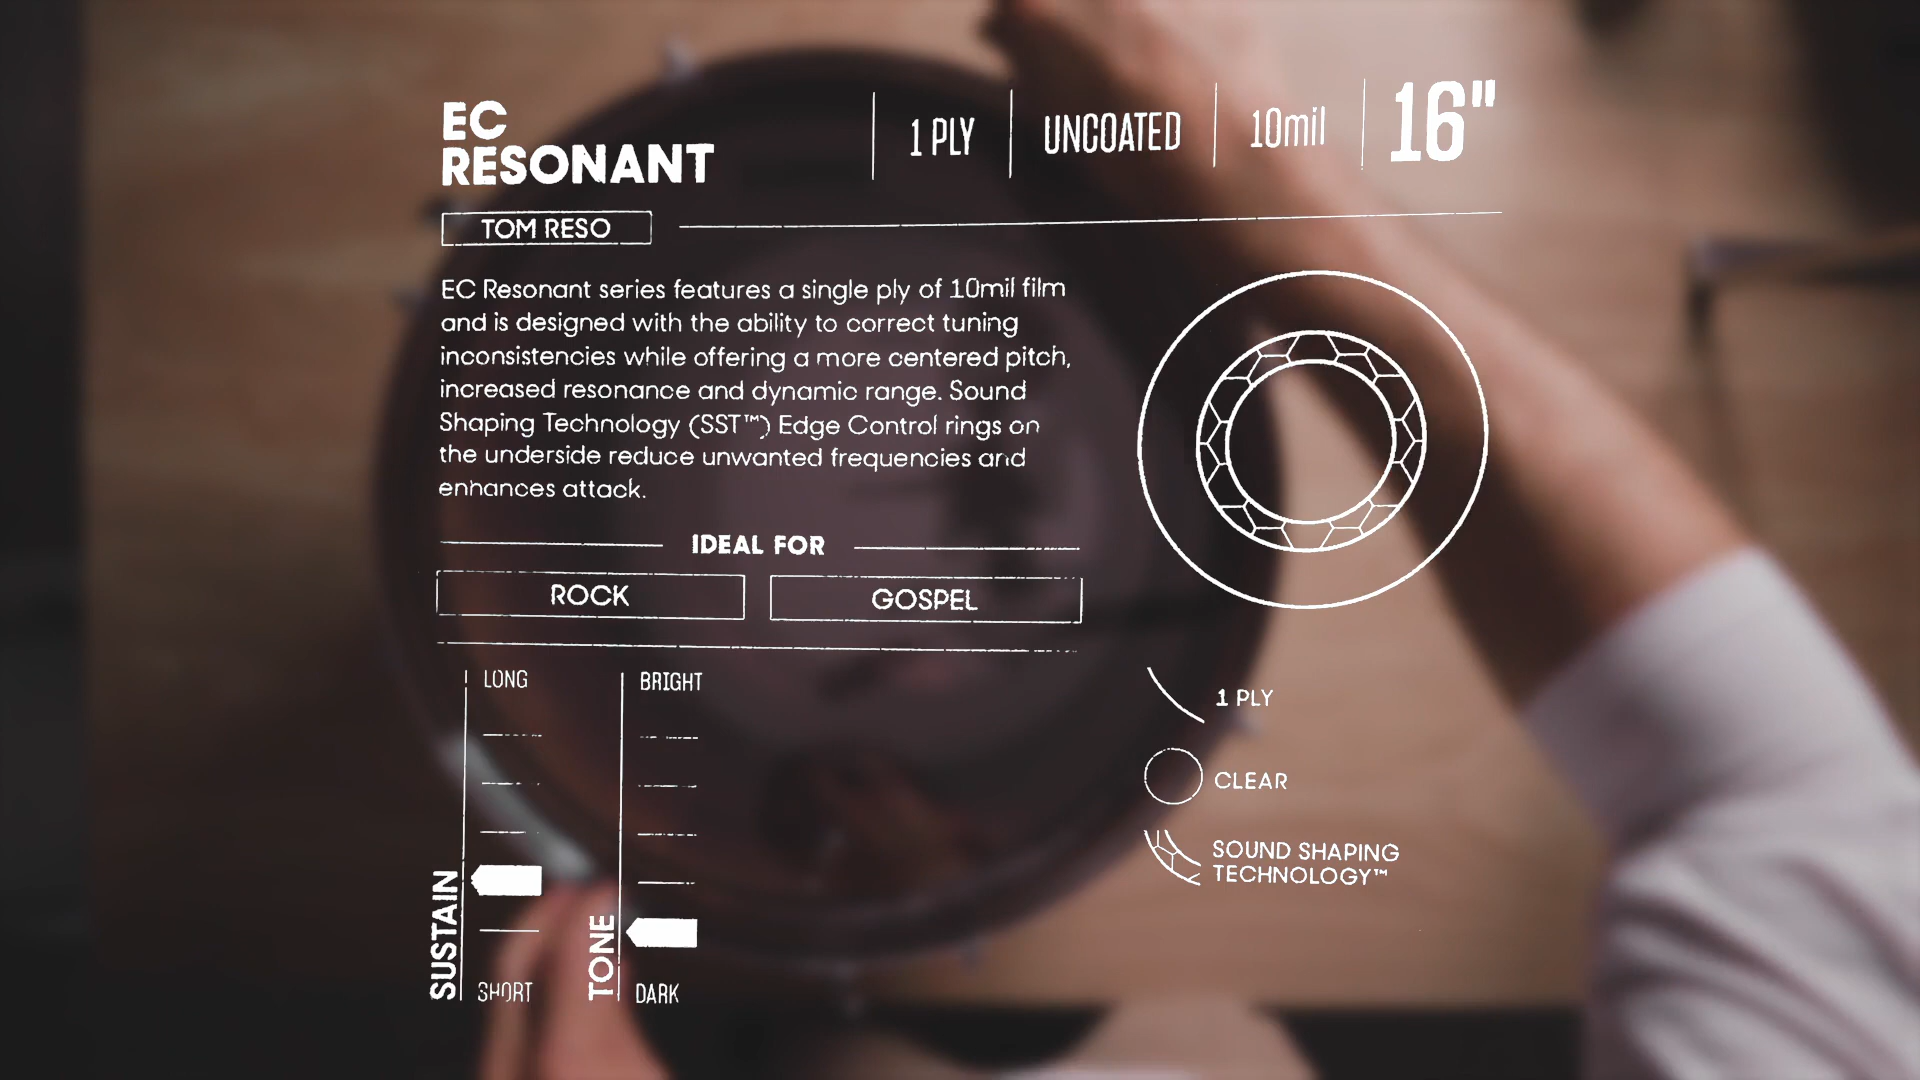 EC
RESONANT
1 PLY
UNCOATED
10mil
16"
TOM RESO
EC Resonant series features a single ply of 10mil film
and is designed with the ability to correct tuning
inconsistencies while offering a more centered pitch,
increased resonance and dynamic range. Sound
Shaping Technology (SST™) Edge Control rings on
the underside reduce unwanted frequencies and
enhances attack.
IDEAL FOR
ROCK
GOSPEL
SUSTAIN
LONG
SHORT
TONE
BRIGHT
DARK
1 PLY
CLEAR
SOUND SHAPING
TECHNOLOGY™